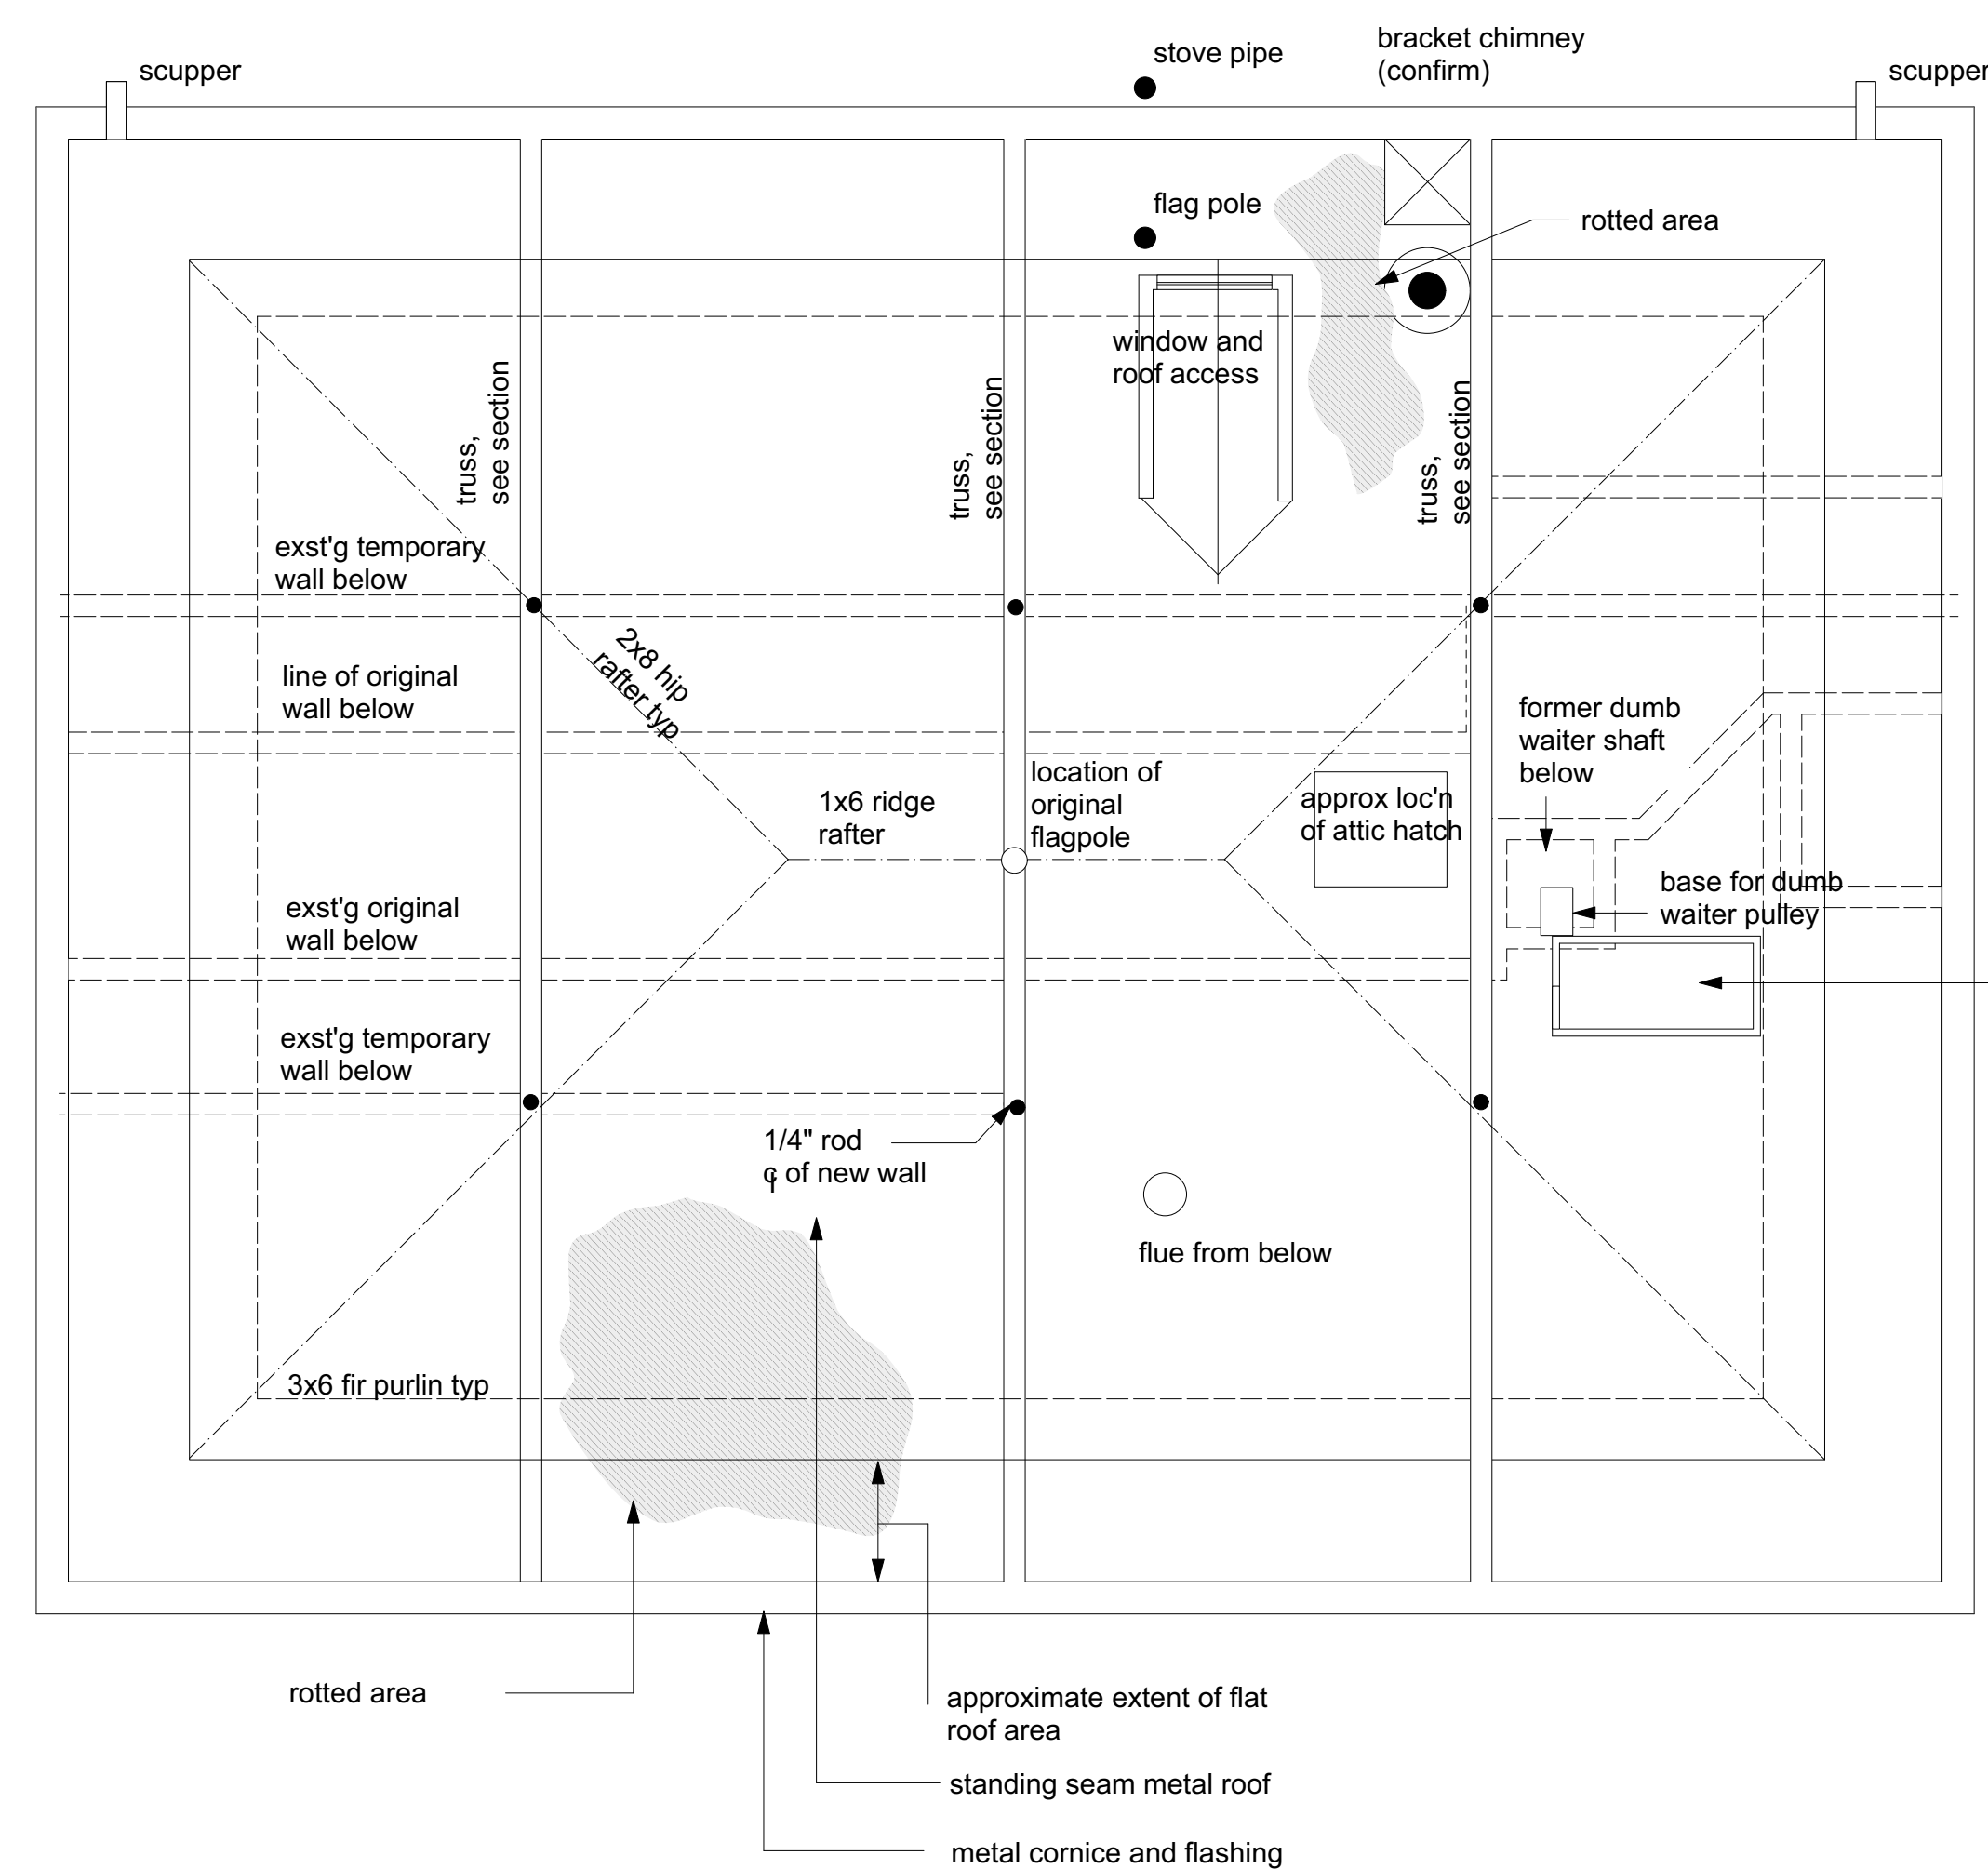 scupper
stove pipe
bracket chimney
(confirm)
scupper
flag pole
rotted area
window and
roof access
truss,
see section
truss,
see section
truss,
see section
exst'g temporary
wall below
2x8 hip
rafter typ
line of original
wall below
former dumb
waiter shaft
below
location of
original
flagpole
1x6 ridge
rafter
approx loc'n
of attic hatch
base for dumb
waiter pulley
exst'g original
wall below
exst'g temporary
wall below
1/4" rod
of new wall
flue from below
3x6 fir purlin typ
rotted area
approximate extent of flat
roof area
standing seam metal roof
metal cornice and flashing